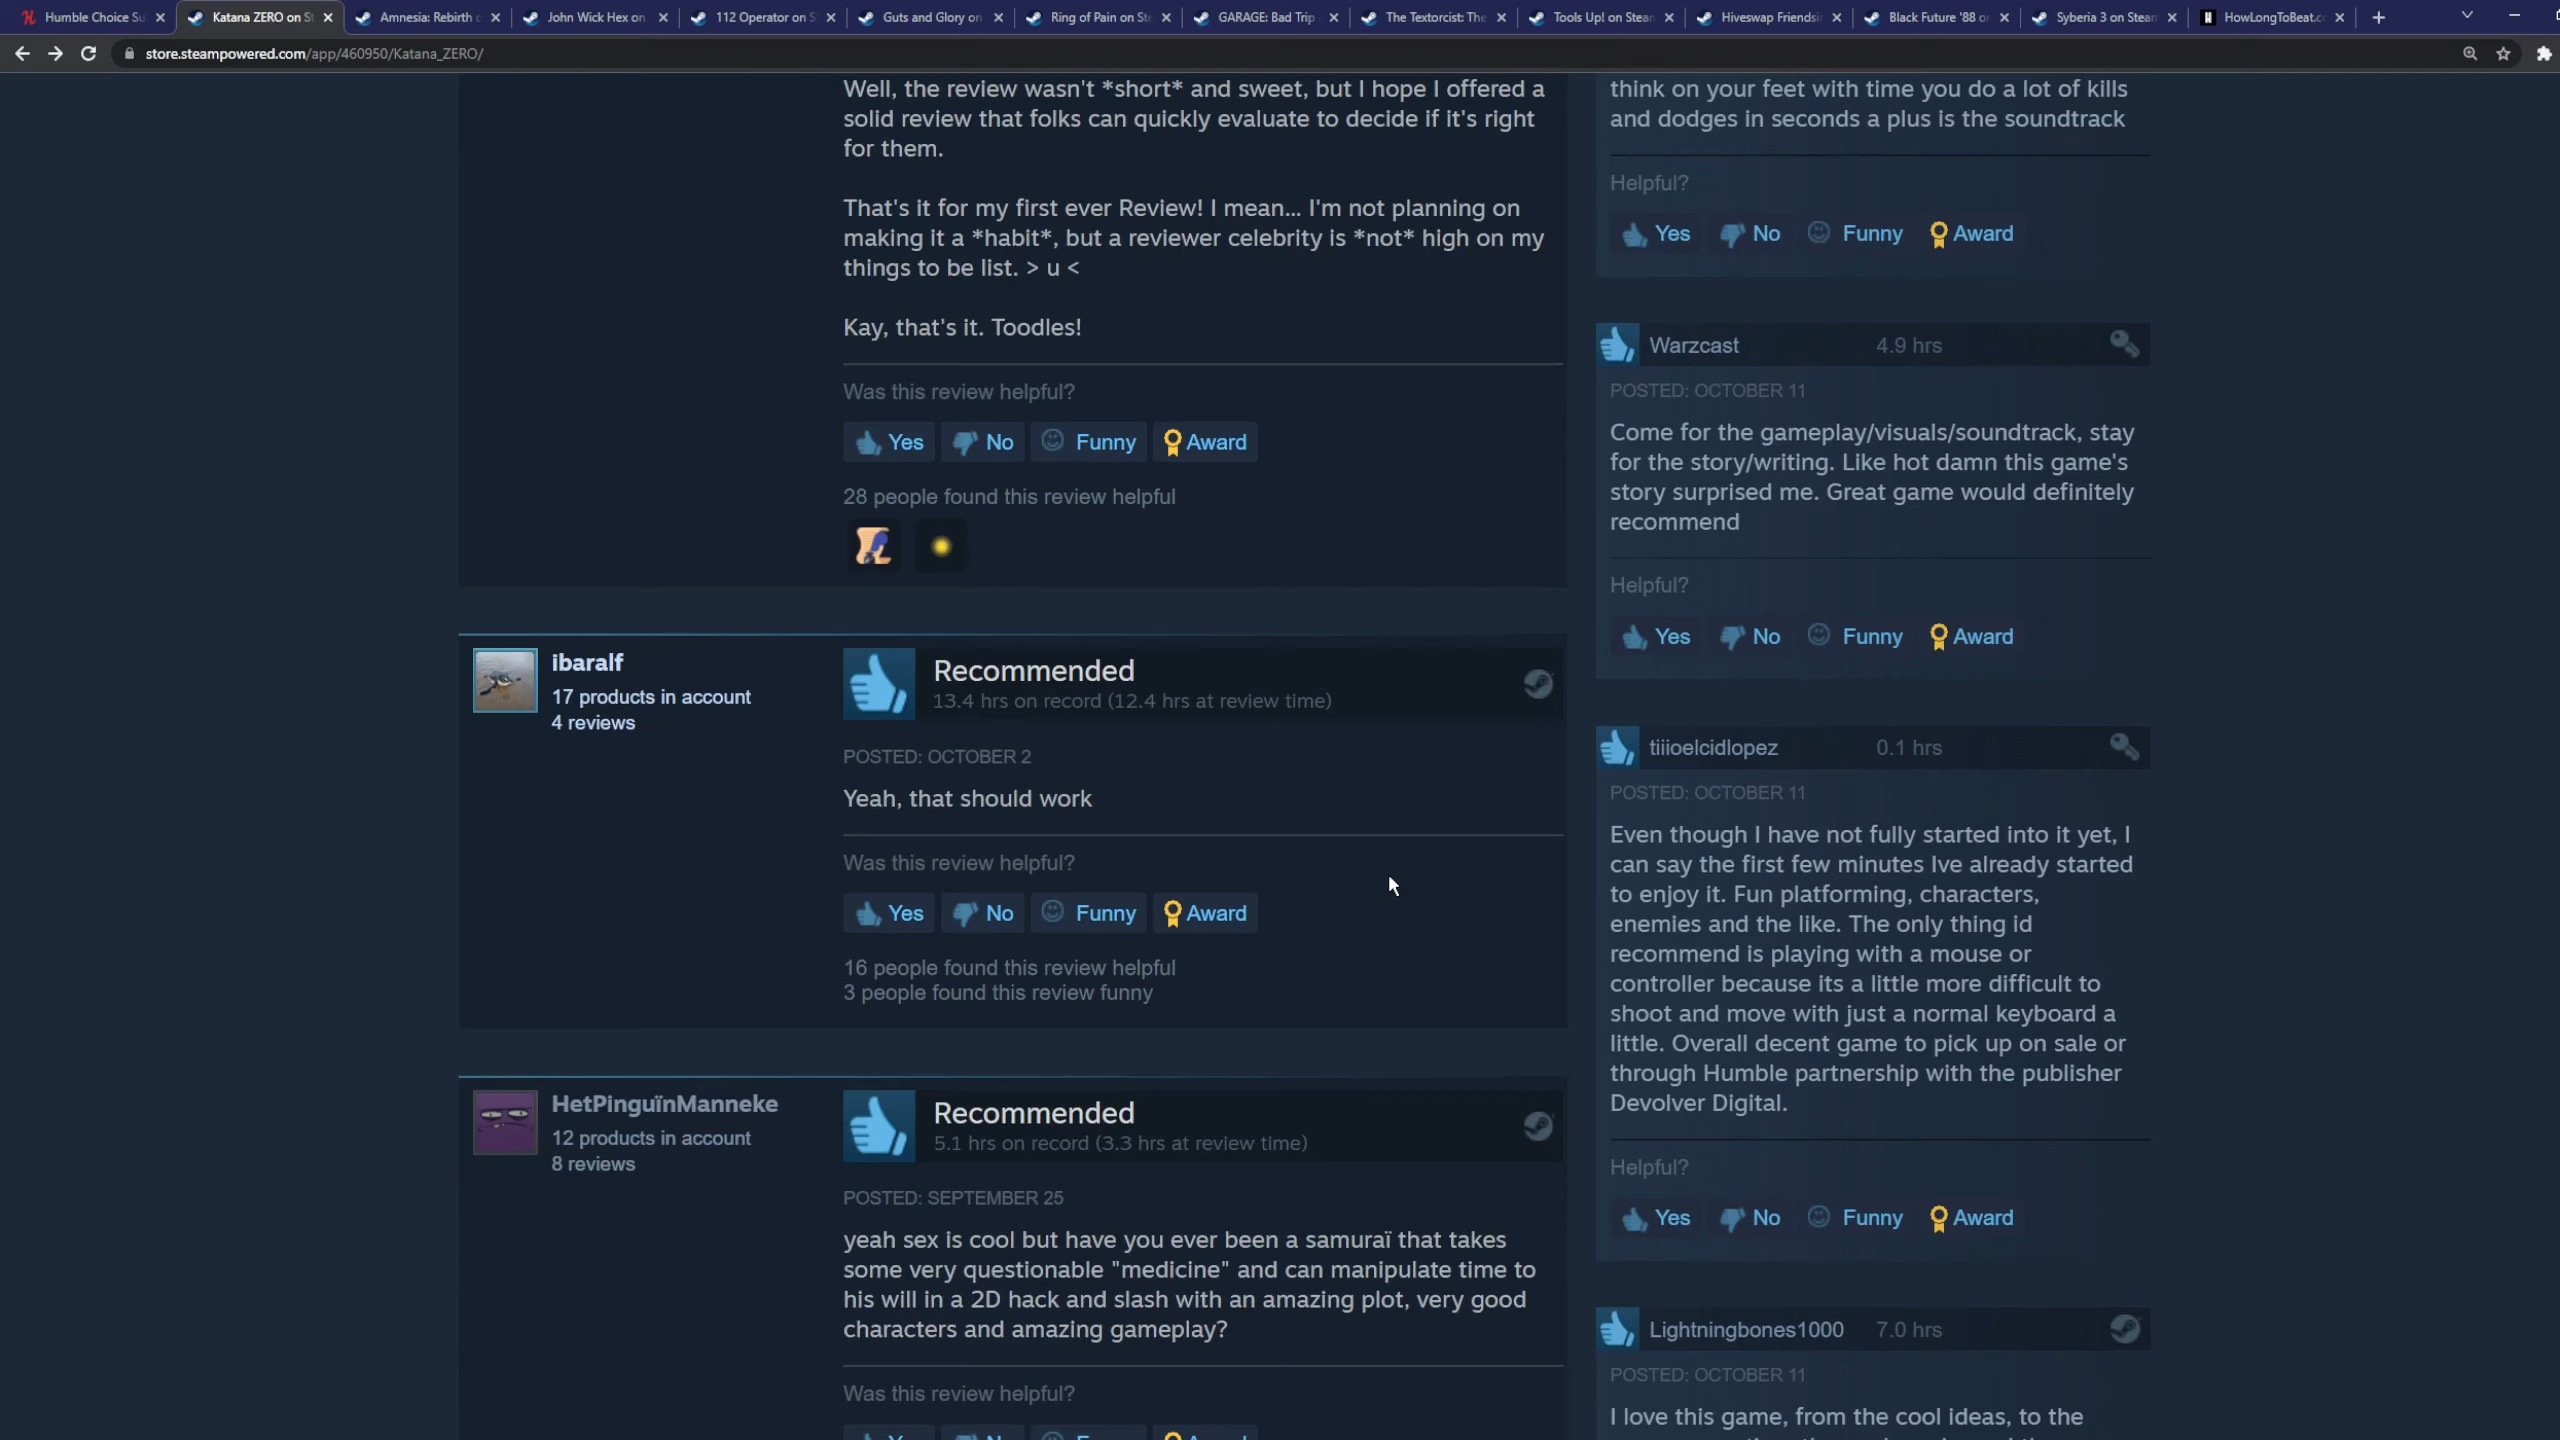 Humble Choice Su
Katana ZERO on St
Amnesia: Rebirth o
John Wick Hex on
112 Operator on S
Guts and Glory on
Ring of Pain on Ste
GARAGE: Bad Trip
The Textorcist: The
Tools Up! on Stean
Hiveswap Friendsi
Black Future '88 or
Syberia 3 on Stean
HowLongToBeat.c
store.steampowered.com/app/460950/Katana_ZERO/
Well, the review wasn't *short* and sweet, but I hope I offered a
solid review that folks can quickly evaluate to decide if it's right
for them.
That's it for my first ever Review! I mean... I'm not planning on
making it a *habit*, but a reviewer celebrity is *not* high on my
things to be list. > u <
Kay, that's it. Toodles!
Was this review helpful?
Yes
No
Funny
Award
28 people found this review helpful
ibaralf
17 products in account
4 reviews
Recommended
13.4 hrs on record (12.4 hrs at review time)
POSTED: OCTOBER 2
Yeah, that should work
Was this review helpful?
Yes
No
Funny
Award
16 people found this review helpful
3 people found this review funny
HetPinguïnManneke
12 products in account
8 reviews
Recommended
5.1 hrs on record (3.3 hrs at review time)
POSTED: SEPTEMBER 25
yeah sex is cool but have you ever been a samuraï that takes
some very questionable "medicine" and can manipulate time to
his will in a 2D hack and slash with an amazing plot, very good
characters and amazing gameplay?
Was this review helpful?
think on your feet with time you do a lot of kills
and dodges in seconds a plus is the soundtrack
Helpful?
Yes
No
Funny
Award
Warzcast
4.9 hrs
POSTED: OCTOBER 11
Come for the gameplay/visuals/soundtrack, stay
for the story/writing. Like hot damn this game's
story surprised me. Great game would definitely
recommend
Helpful?
Yes
No
Funny
Award
tiiioelcidlopez
0.1 hrs
POSTED: OCTOBER 11
Even though I have not fully started into it yet, I
can say the first few minutes Ive already started
to enjoy it. Fun platforming, characters,
enemies and the like. The only thing id
recommend is playing with a mouse or
controller because its a little more difficult to
shoot and move with just a normal keyboard a
little. Overall decent game to pick up on sale or
through Humble partnership with the publisher
Devolver Digital.
Helpful?
Yes
No
Funny
Award
Lightningbones1000
7.0 hrs
POSTED: OCTOBER 11
I love this game, from the cool ideas, to the